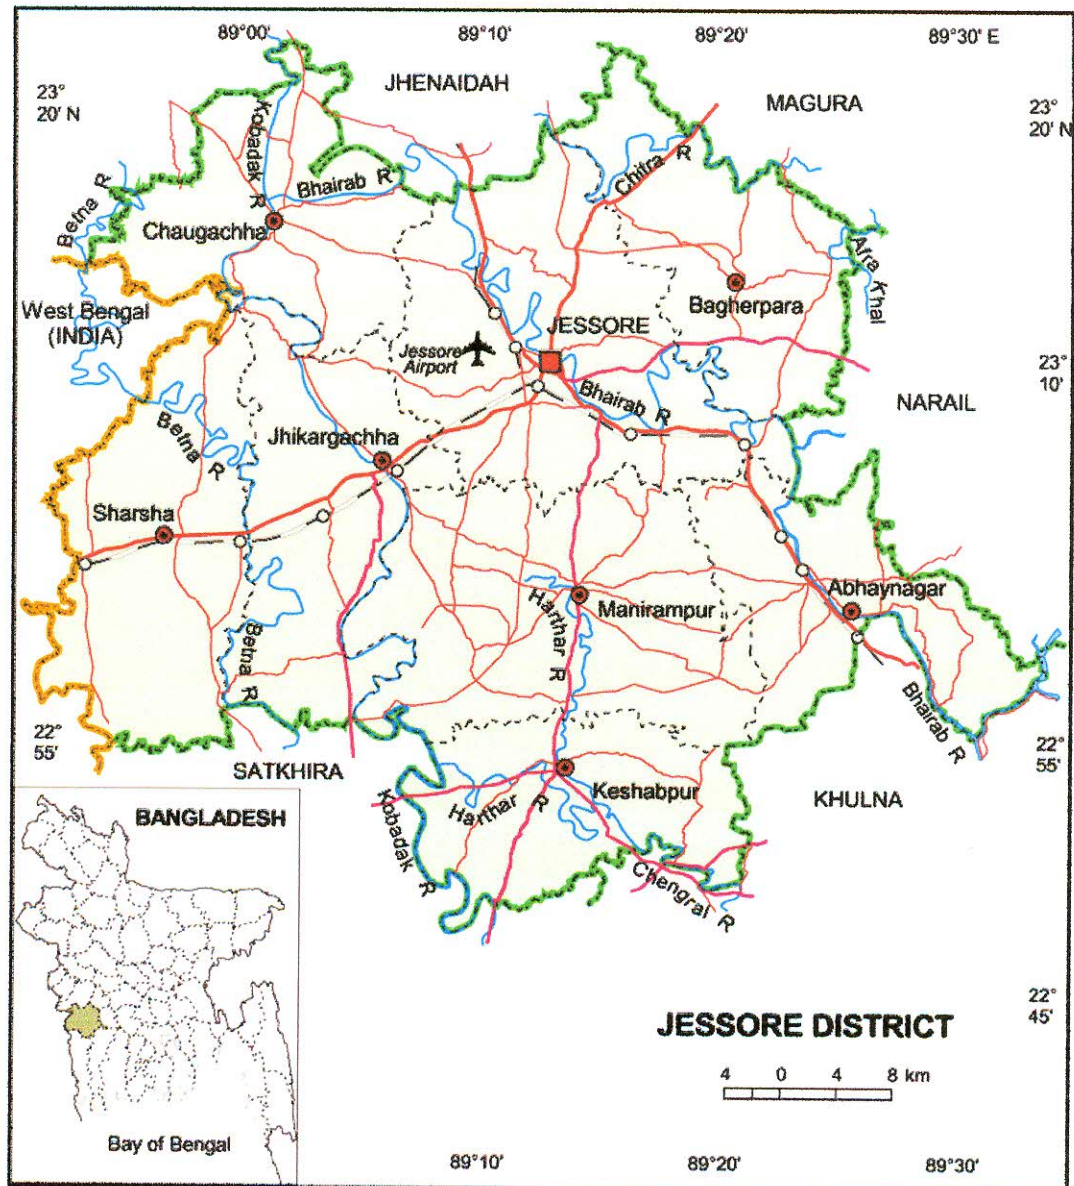 89°00'
89°10'
89°20'
89°30' E
23°
20' N
JHENAIDAH
MAGURA
23°
20' N
Kobadak R
Betna R
Bhairab R
Chitra R
Chaugachha
Afra Khal
West Bengal
(INDIA)
Bagherpara
JESSORE
Jessore
Airport
23°
10'
Bhairab R
NARAIL
Betna R
Jhikargachha
Sharsha
Harihar R
Manirampur
Abhaynagar
Betna R
Bhairab R
22°
55'
22°
55'
SATKHIRA
Kobadak R
Harihar R
Keshabpur
KHULNA
Chengral R
BANGLADESH
Bay of Bengal
22°
45'
JESSORE DISTRICT
4 0 4 8 km
89°10'
89°20'
89°30'